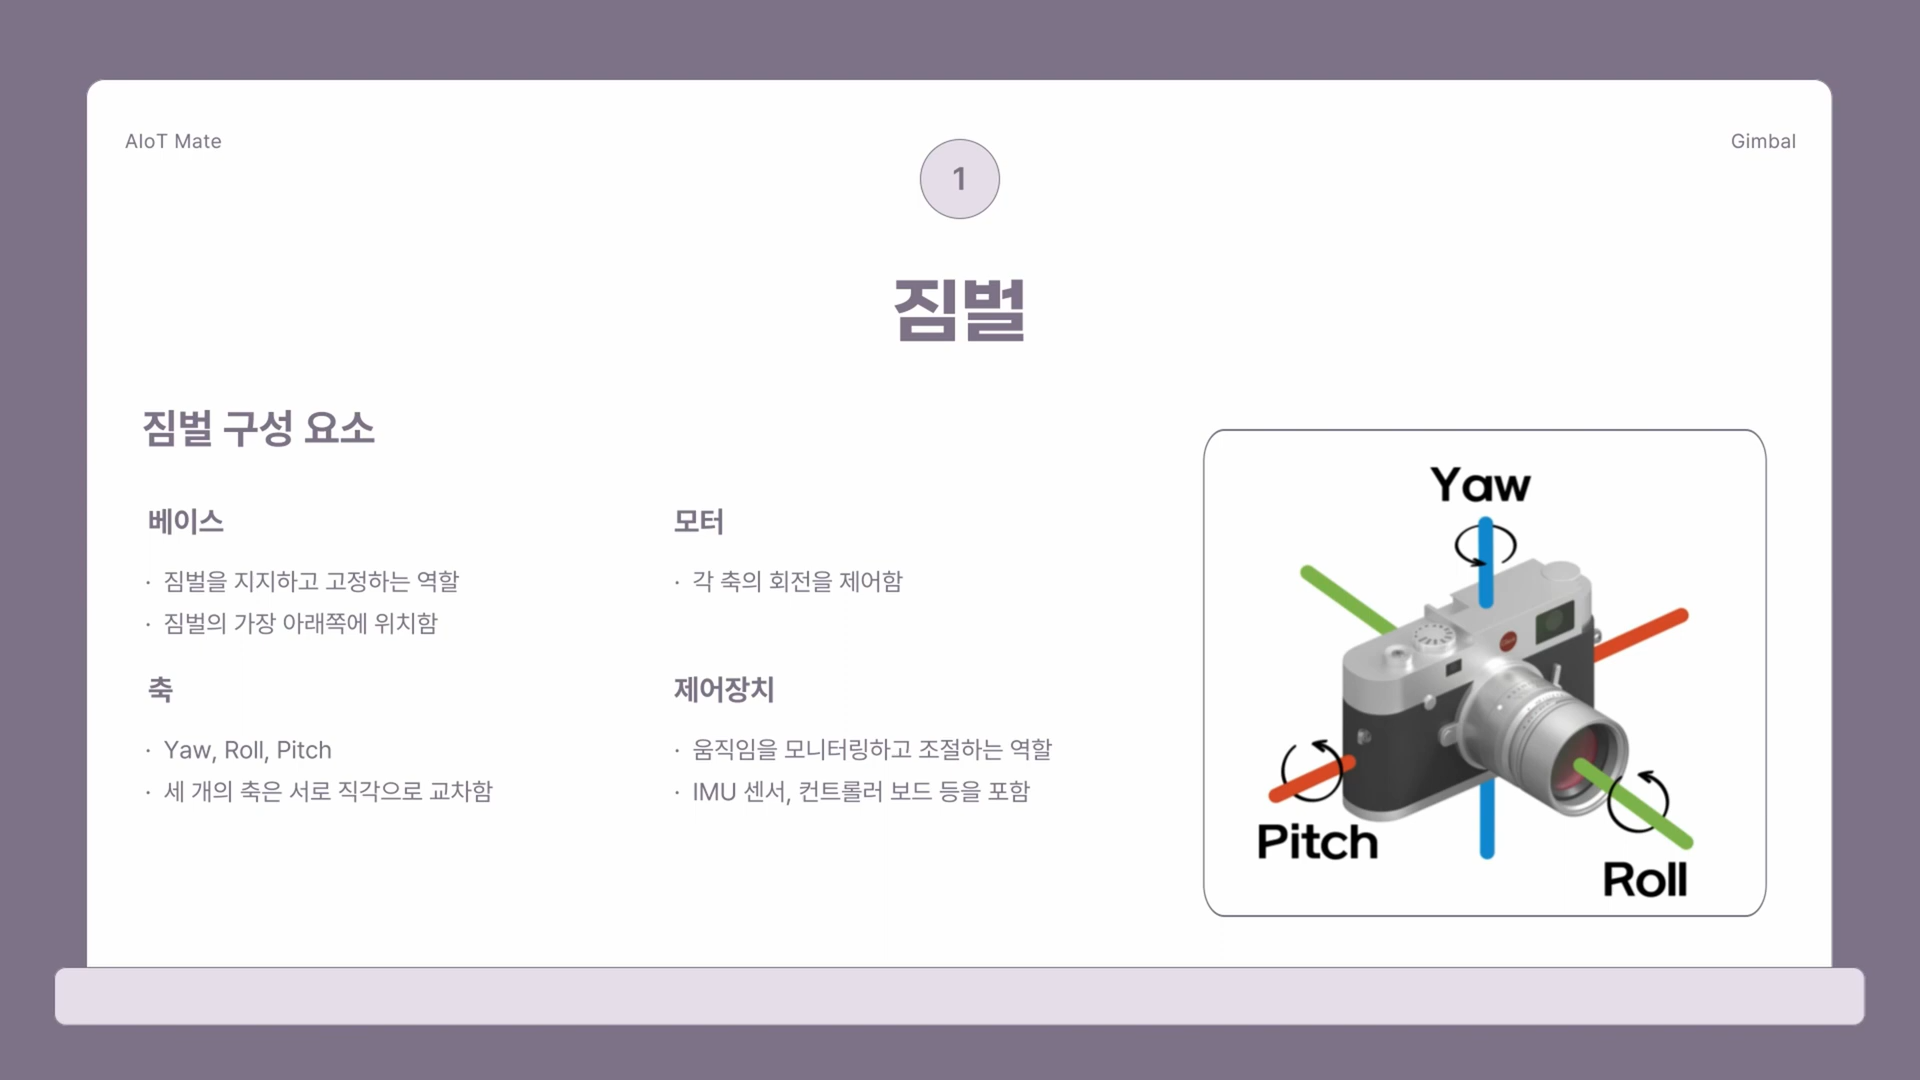 AIoT Mate
Gimbal
1
짐벌
짐벌 구성 요소
베이스
· 짐벌을 지지하고 고정하는 역할
· 짐벌의 가장 아래쪽에 위치함
축
· Yaw, Roll, Pitch
· 세 개의 축은 서로 직각으로 교차함
모터
· 각 축의 회전을 제어함
제어장치
· 움직임을 모니터링하고 조절하는 역할
· IMU 센서, 컨트롤러 보드 등을 포함
Yaw
Pitch
Roll